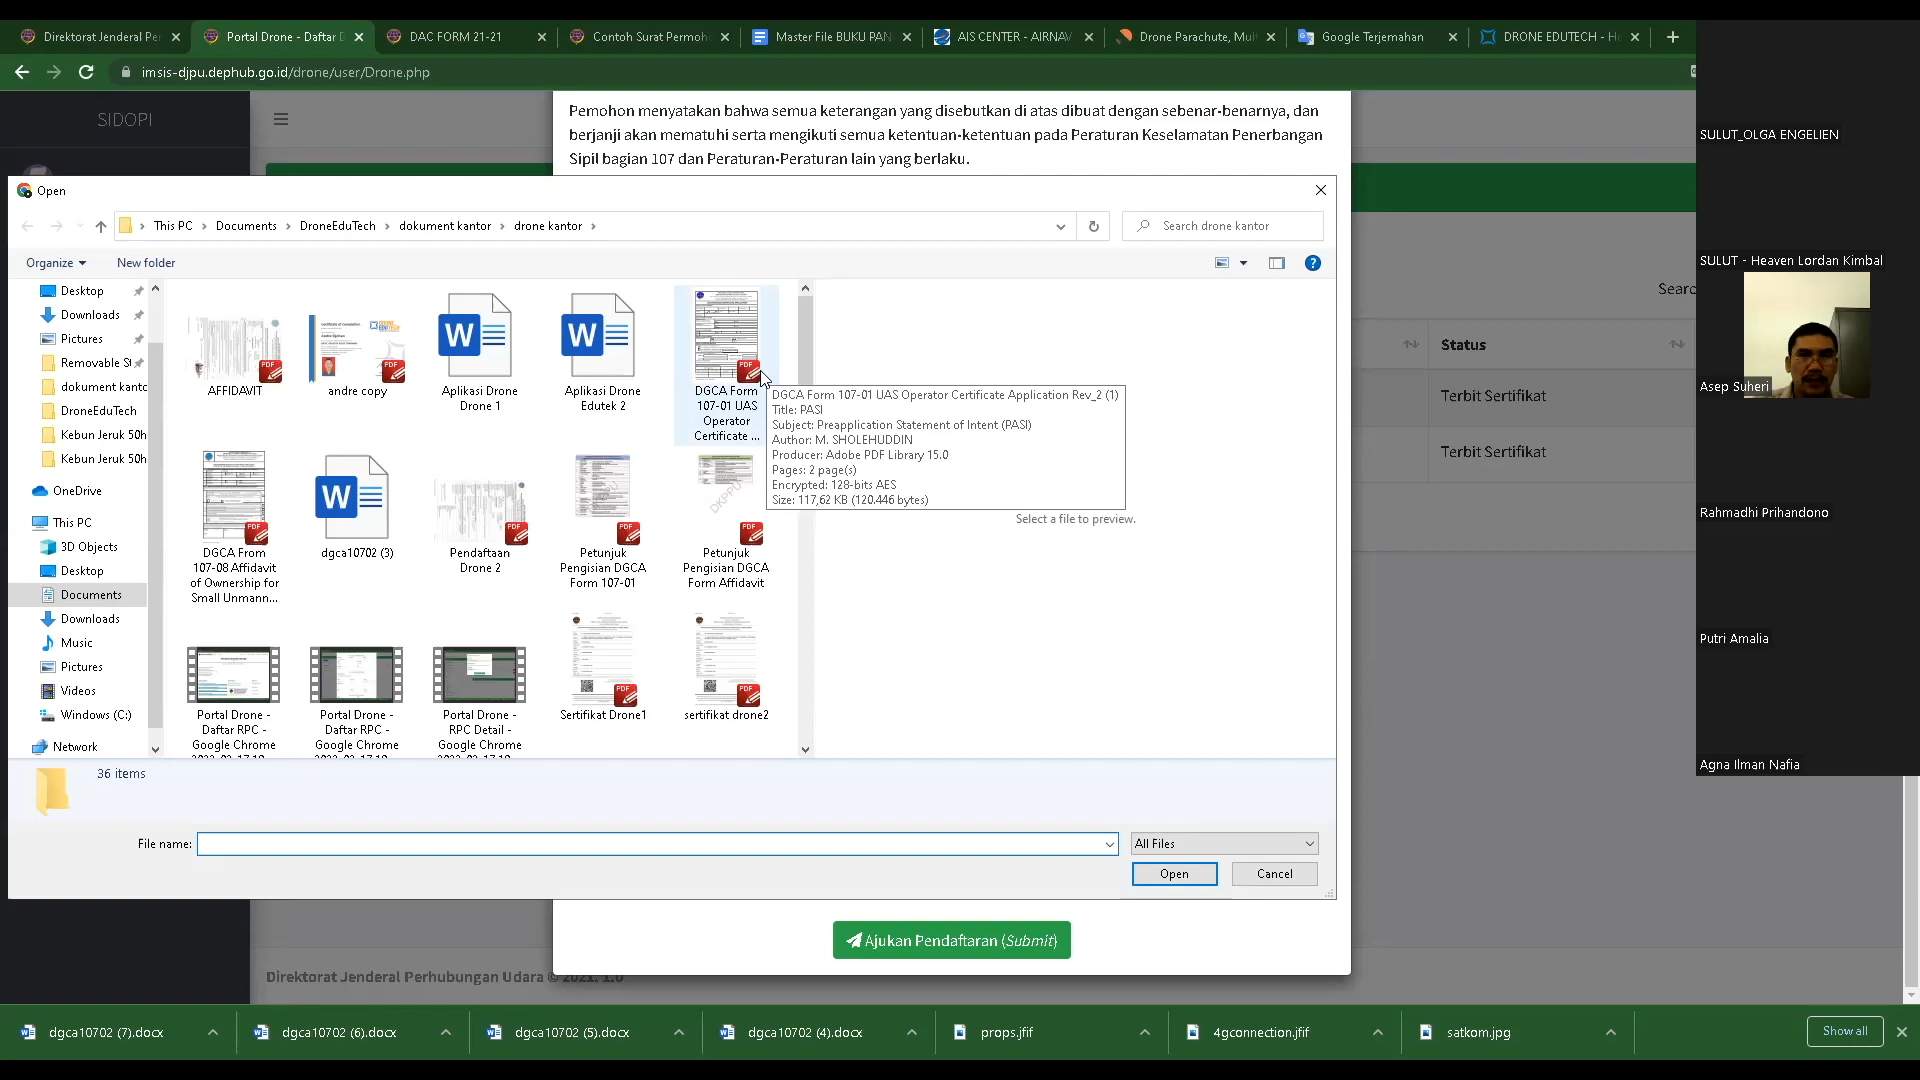 Direktorat Jenderal Per
Portal Drone - Daftar D
DAC FORM 21-21
Contoh Surat Permoho
Master File BUKU PAN
AIS CENTER - AIRNAV
Drone Parachute, Mul
Google Terjemahan
DRONE EDUTECH - H
imsis-djpu.dephub.go.id/drone/user/Drone.php
SIDOPI
Pemohon menyatakan bahwa semua keterangan yang disebutkan di atas dibuat dengan sebenar-benarnya, dan
berjanji akan mematuhi serta mengikuti semua ketentuan-ketentuan pada Peraturan Keselamatan Penerbangan
Sipil bagian 107 dan Peraturan-Peraturan lain yang berlaku.
Open
This PC
Documents
DroneEduTech
dokument kantor
drone kantor
Search drone kantor
Organize
New folder
Desktop
Downloads
Pictures
Removable St
dokument kantc
DroneEduTech
Kebun Jeruk 50h
Kebun Jeruk 50h
OneDrive
This PC
3D Objects
Desktop
Documents
Downloads
Music
Pictures
Videos
Windows (C:)
Network
AFFIDAVIT
andre copy
Aplikasi Drone
Drone 1
Aplikasi Drone
Edutek 2
DGCA Form
107-01 UAS
Operator
Certificate ...
DGCA Form 107-01 UAS Operator Certificate Application Rev_2 (1)
Title: PASI
Subject: Preapplication Statement of Intent (PASI)
Author: M. SHOLEHUDDIN
Producer: Adobe PDF Library 15.0
Pages: 2 page(s)
Encrypted: 128-bits AES
Size: 117,62 KB (120.446 bytes)
Select a file to preview.
DGCA From
107-08 Affidavit
of Ownership for
Small Unmann...
dgca10702 (3)
Pendaftaan
Drone 2
Petunjuk
Pengisian DGCA
Form 107-01
Petunjuk
Pengisian DGCA
Form Affidavit
Portal Drone -
Daftar RPC -
Google Chrome
Portal Drone -
Daftar RPC -
Google Chrome
Portal Drone -
RPC Detail -
Google Chrome
Sertifikat Drone1
sertifikat drone2
36 items
File name:
All Files
Open
Cancel
Ajukan Pendaftaran (Submit)
Direktorat Jenderal Perhubungan Udara © 2021. 1.0
Searc
Status
Terbit Sertifikat
Terbit Sertifikat
SULUT_OLGA ENGELIEN
SULUT - Heaven Lordan Kimbal
Asep Suheri
Rahmadhi Prihandono
Putri Amalia
Agna Ilman Nafia
dgca10702 (7).docx
dgca10702 (6).docx
dgca10702 (5).docx
dgca10702 (4).docx
props.jfif
4gconnection.jfif
satkom.jpg
Show all